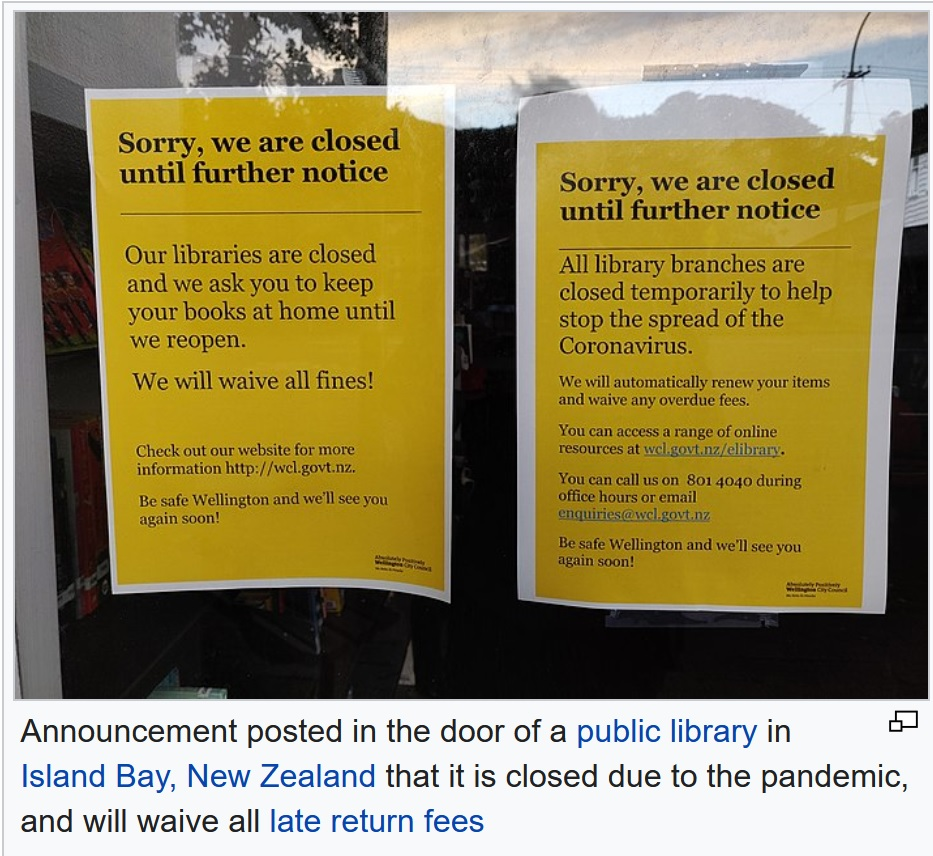 Sorry, we are closed
until further notice
Our libraries are closed
and we ask you to keep
your books at home until
we reopen.
We will waive all fines!
Check out our website for more
information http://wcl.govt.nz.
Be safe Wellington and we'll see you
again soon!
Absolutely Positively
Wellington City Council
Sorry, we are closed
until further notice
All library branches are
closed temporarily to help
stop the spread of the
Coronavirus.
We will automatically renew your items
and waive any overdue fees.
You can access a range of online
resources at wcl.govt.nz/elibrary.
You can call us on 801 4040 during
office hours or email
enquiries@wcl.govt.nz
Be safe Wellington and we'll see you
again soon!
Absolutely Positively
Wellington City Council
Announcement posted in the door of a public library in
Island Bay, New Zealand that it is closed due to the pandemic,
and will waive all late return fees